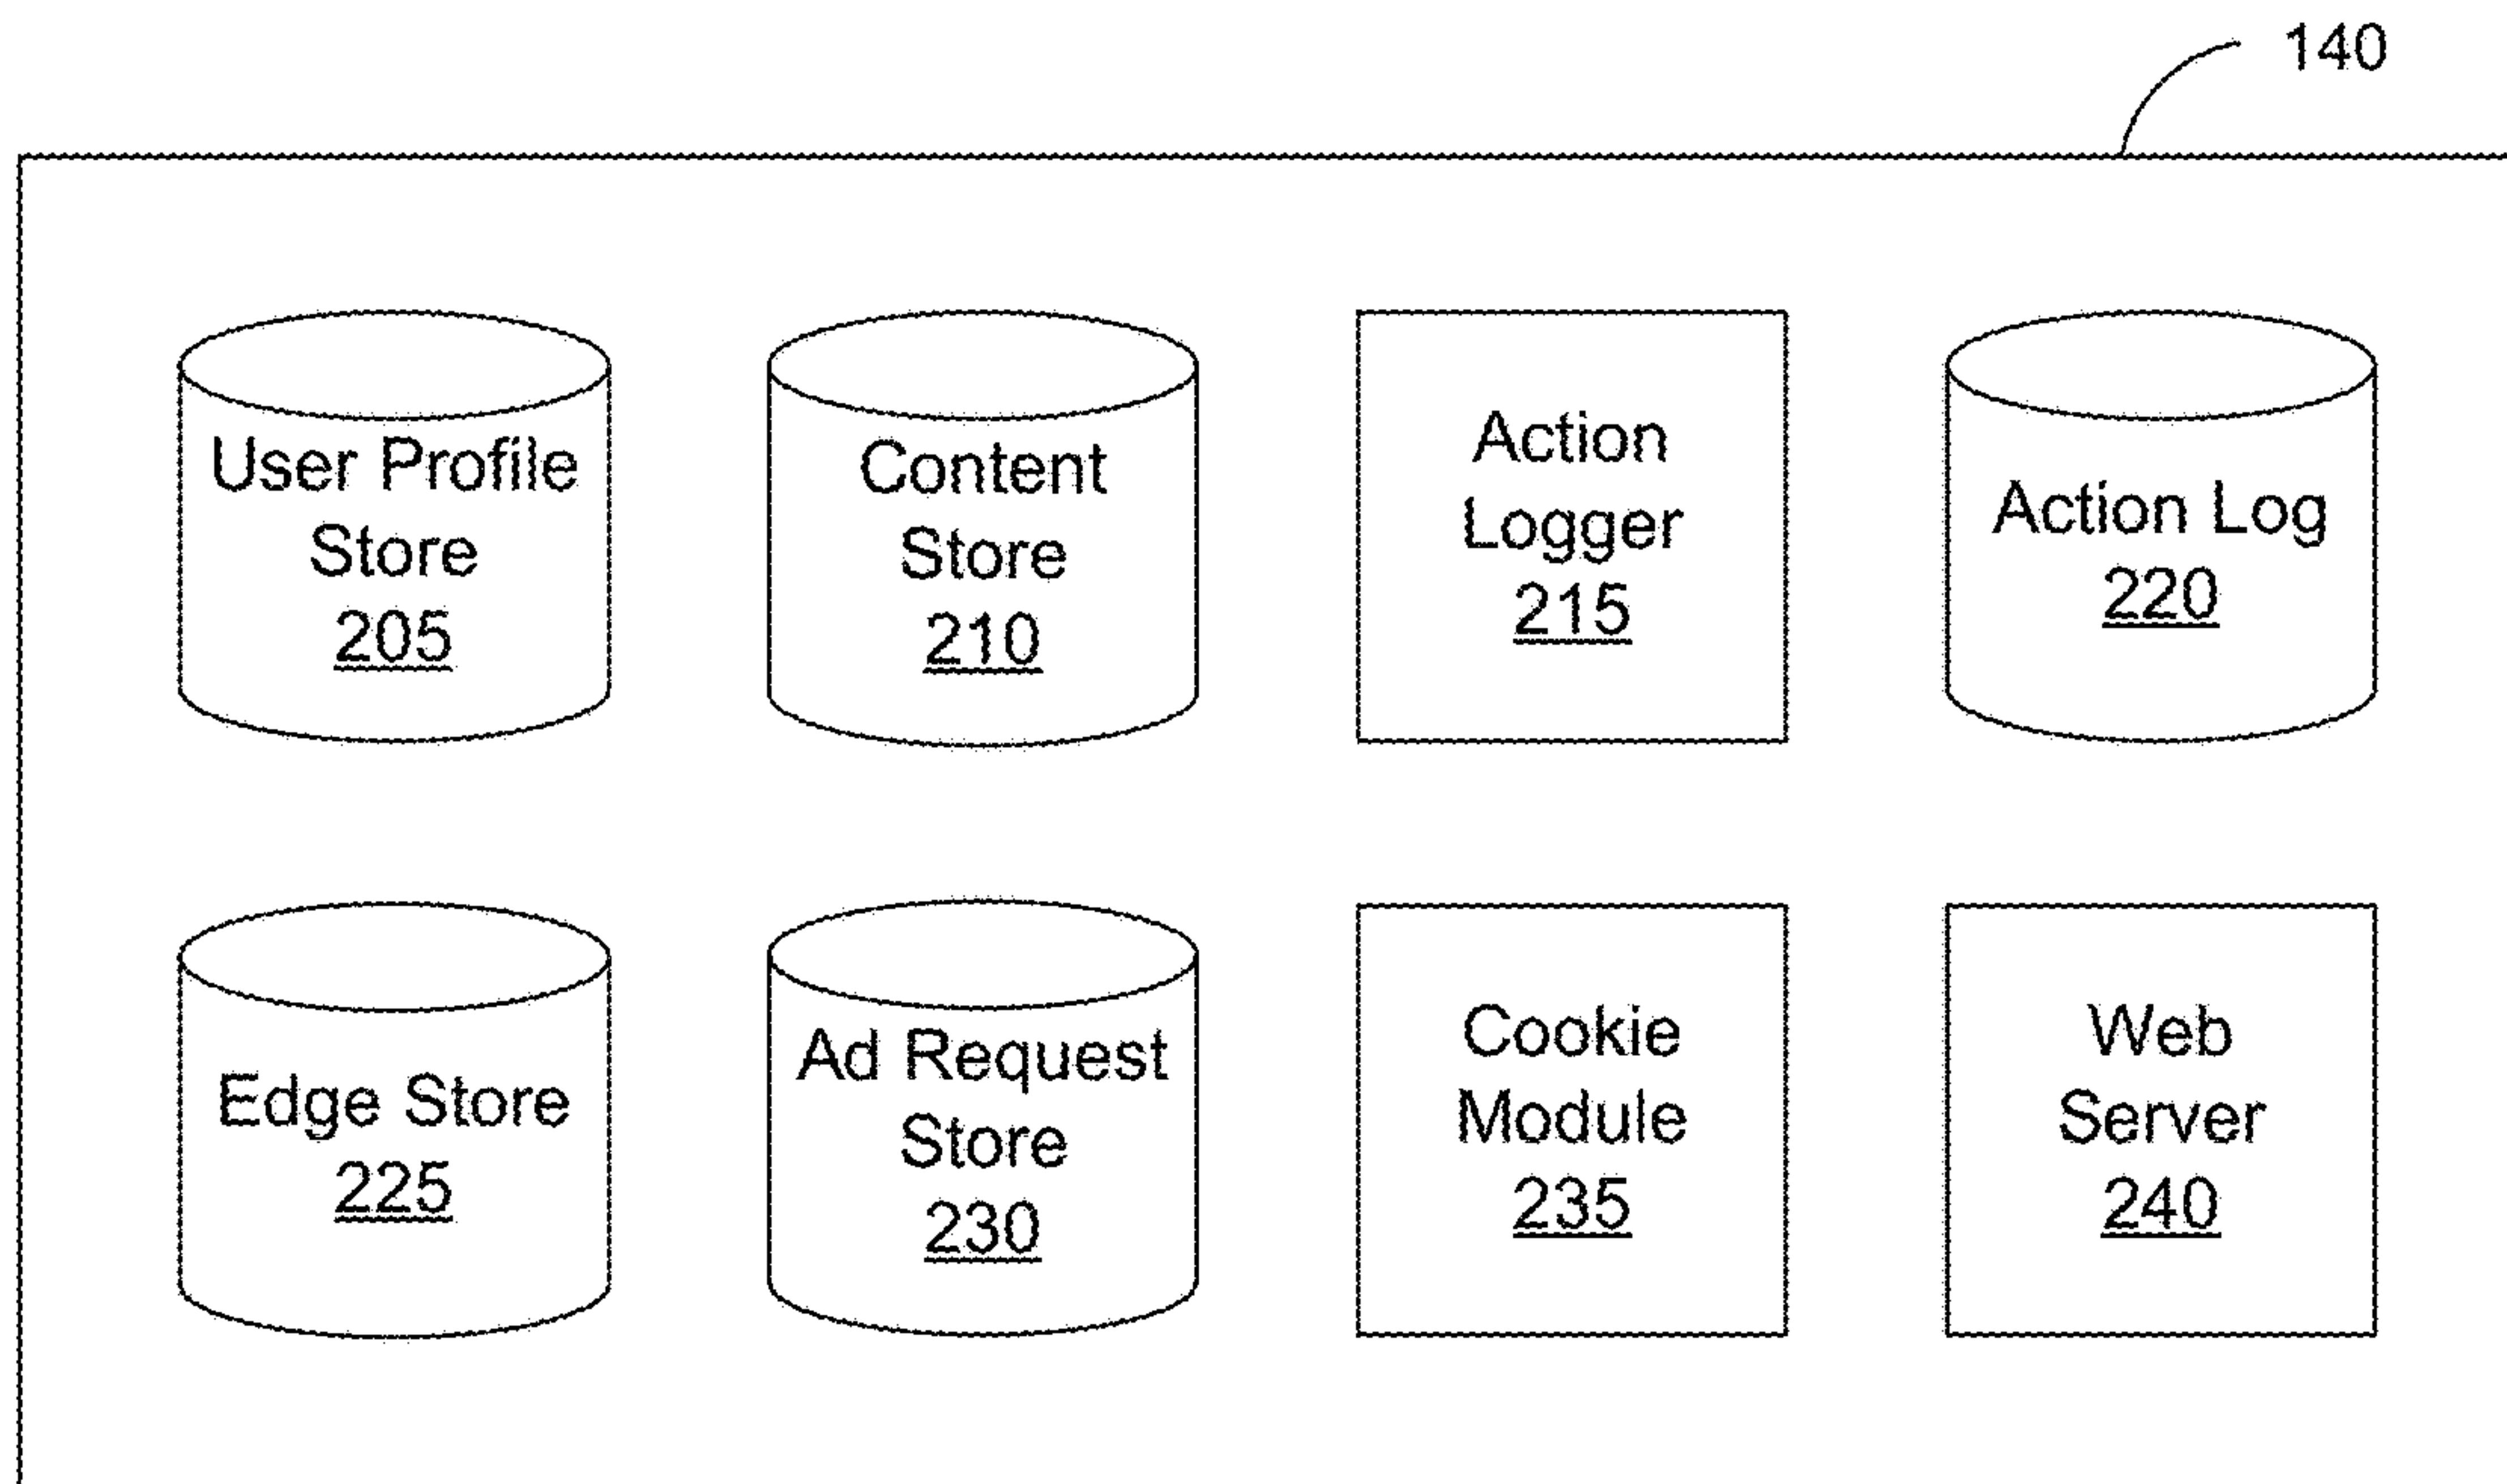 140
User Profile
Store
205
Content
Store
210
Action
Logger
215
Action Log
220
Edge Store
225
Ad Request
Store
230
Cookie
Module
235
Web
Server
240